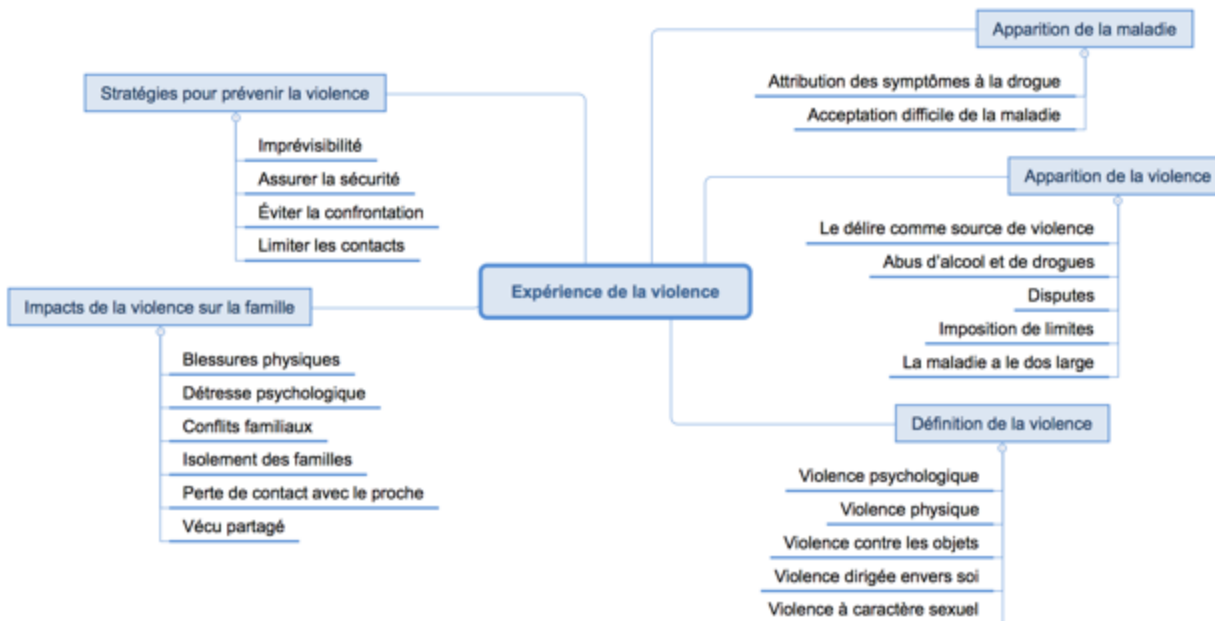 Apparition de la maladie
Attribution des symptômes à la drogue
Acceptation difficile de la maladie
Stratégies pour prévenir la violence
Imprévisibilité
Assurer la sécurité
Éviter la confrontation
Limiter les contacts
Apparition de la violence
Le délire comme source de violence
Abus d'alcool et de drogues
Disputes
Imposition de limites
La maladie a le dos large
Expérience de la violence
Impacts de la violence sur la famille
Blessures physiques
Détresse psychologique
Conflits familiaux
Isolement des familles
Perte de contact avec le proche
Vécu partagé
Définition de la violence
Violence psychologique
Violence physique
Violence contre les objets
Violence dirigée envers soi
Violence à caractère sexuel